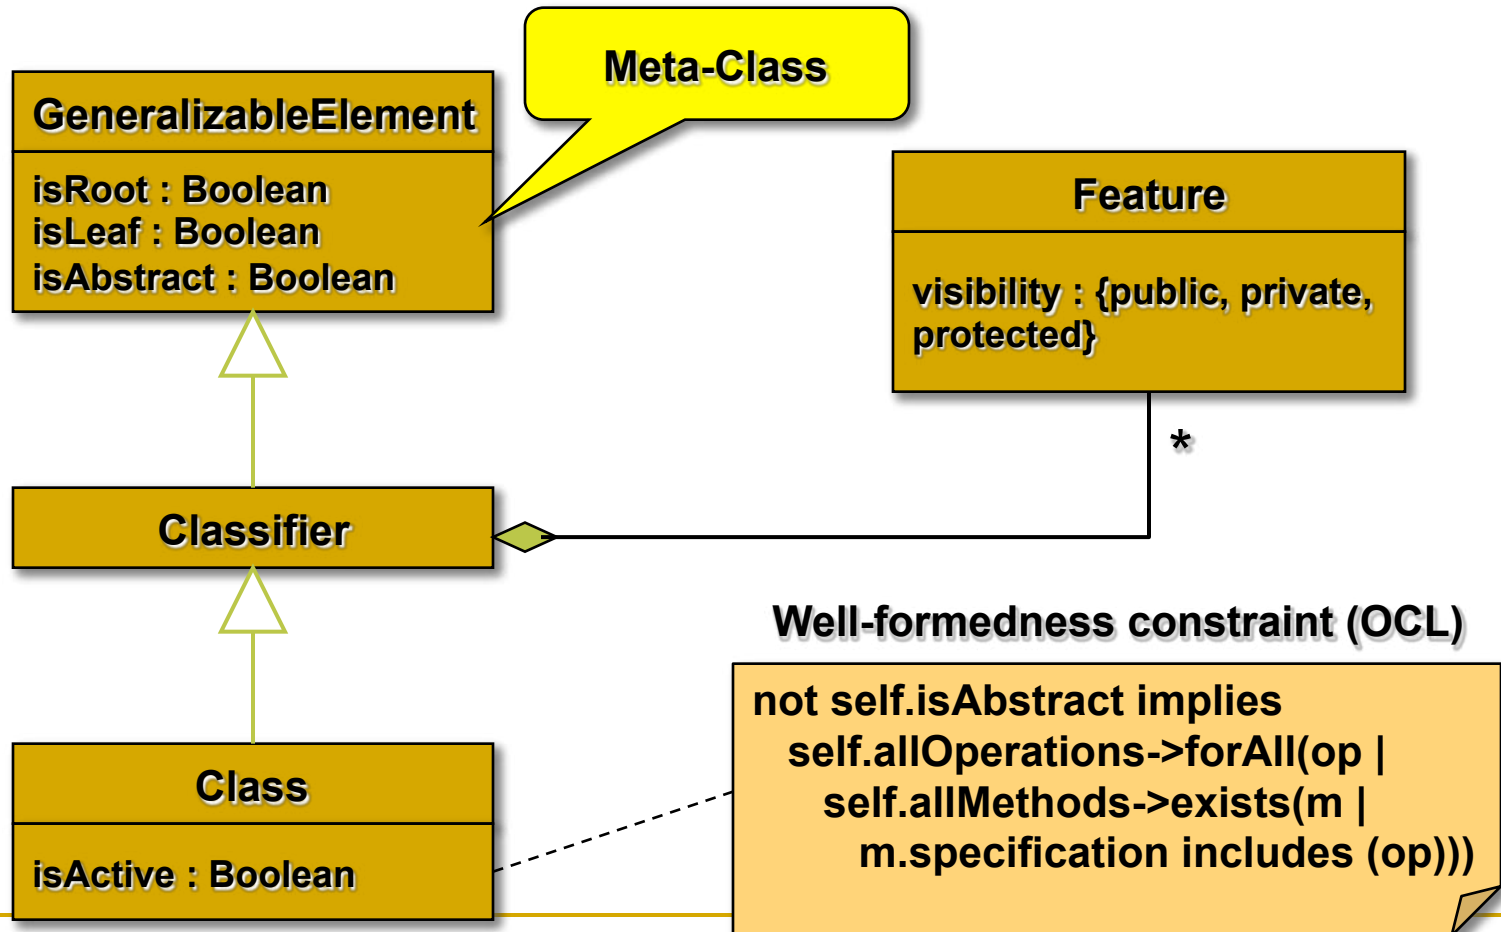 Meta-Class
GeneralizableElement
isRoot : Boolean
isLeaf : Boolean
isAbstract : Boolean
Feature
visibility : {public, private,
protected}
*
Classifier
Well-formedness constraint (OCL)
not self.isAbstract implies
self.allOperations->forAll(op |
self.allMethods->exists(m |
m.specification includes (op)))
Class
isActive : Boolean